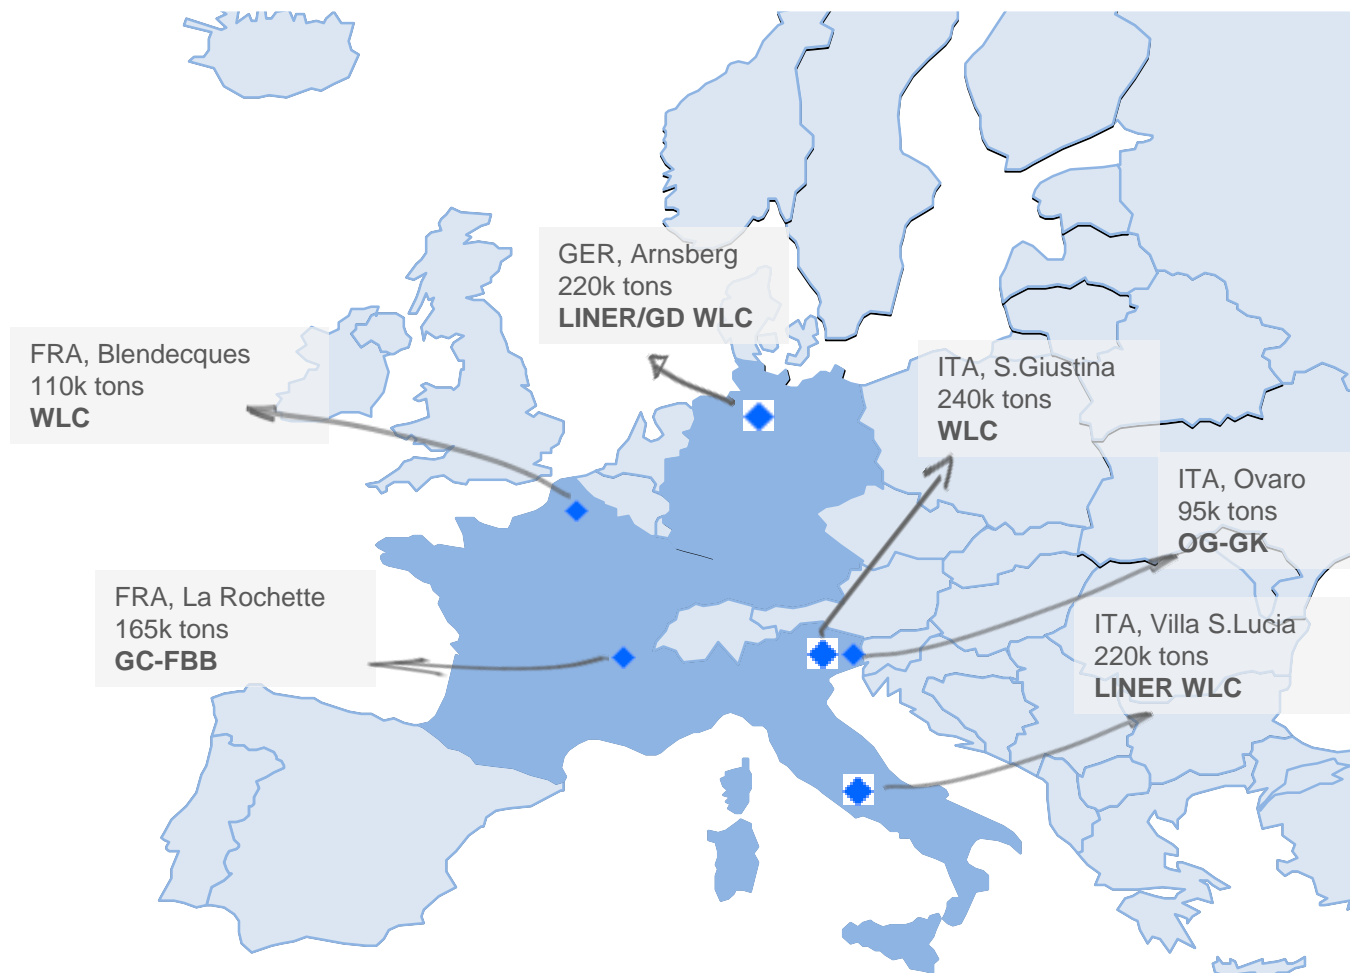 GER, Arnsberg
220k tons
LINER/GD WLC
FRA, Blendecques
110k tons
WLC
ITA, S.Giustina
240k tons
WLC
ITA, Ovaro
95k tons
OG-GK
FRA, La Rochette
165k tons
GC-FBB
ITA, Villa S.Lucia
220k tons
LINER WLC